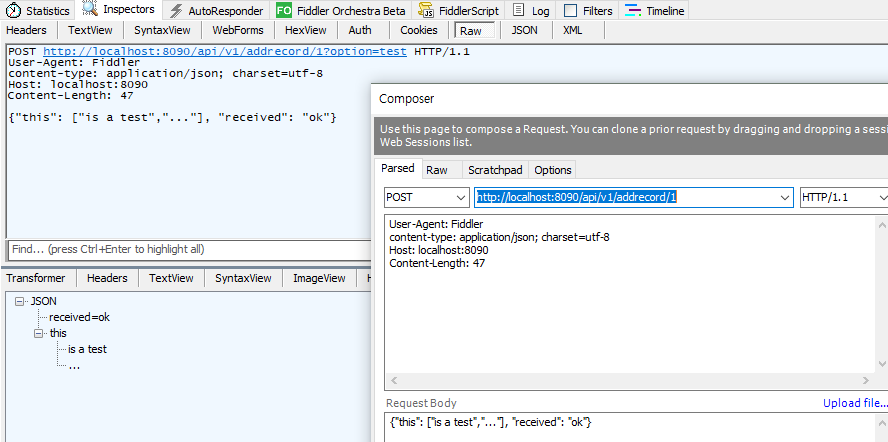 Statistics Inspectors AutoResponder FO Fiddler Orchestra Beta JS FiddlerScript Log Filters Timeline
Headers TextView SyntaxView WebForms HexView Auth Cookies Raw JSON XML
POST http://localhost:8090/api/v1/addrecord/1?option=test HTTP/1.1
User-Agent: Fiddler
content-type: application/json; charset=utf-8
Host: localhost:8090
Content-Length: 47
{"this": ["is a test","..."], "received": "ok"}
Find... (press Ctrl+Enter to highlight all)
Transformer Headers TextView SyntaxView ImageView H
JSON
received=ok
this
is a test
...
Composer
Use this page to compose a Request. You can clone a prior request by dragging and dropping a sessi
Web Sessions list.
Parsed Raw Scratchpad Options
POST http://localhost:8090/api/v1/addrecord/1 HTTP/1.1
User-Agent: Fiddler
content-type: application/json; charset=utf-8
Host: localhost:8090
Content-Length: 47
Request Body Upload file...
{"this": ["is a test","..."], "received": "ok"}